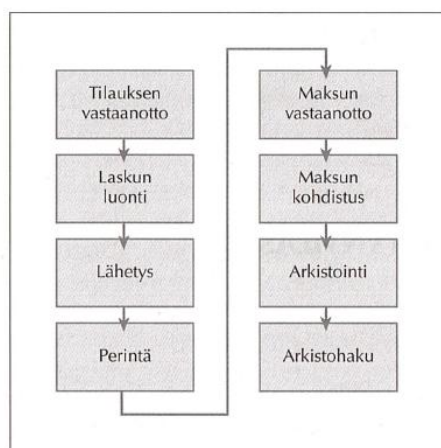 Tilauksen
vastaanotto
Laskun
luonti
Lähetys
Perintä
Maksun
vastaanotto
Maksun
kohdistus
Arkistointi
Arkistohaku